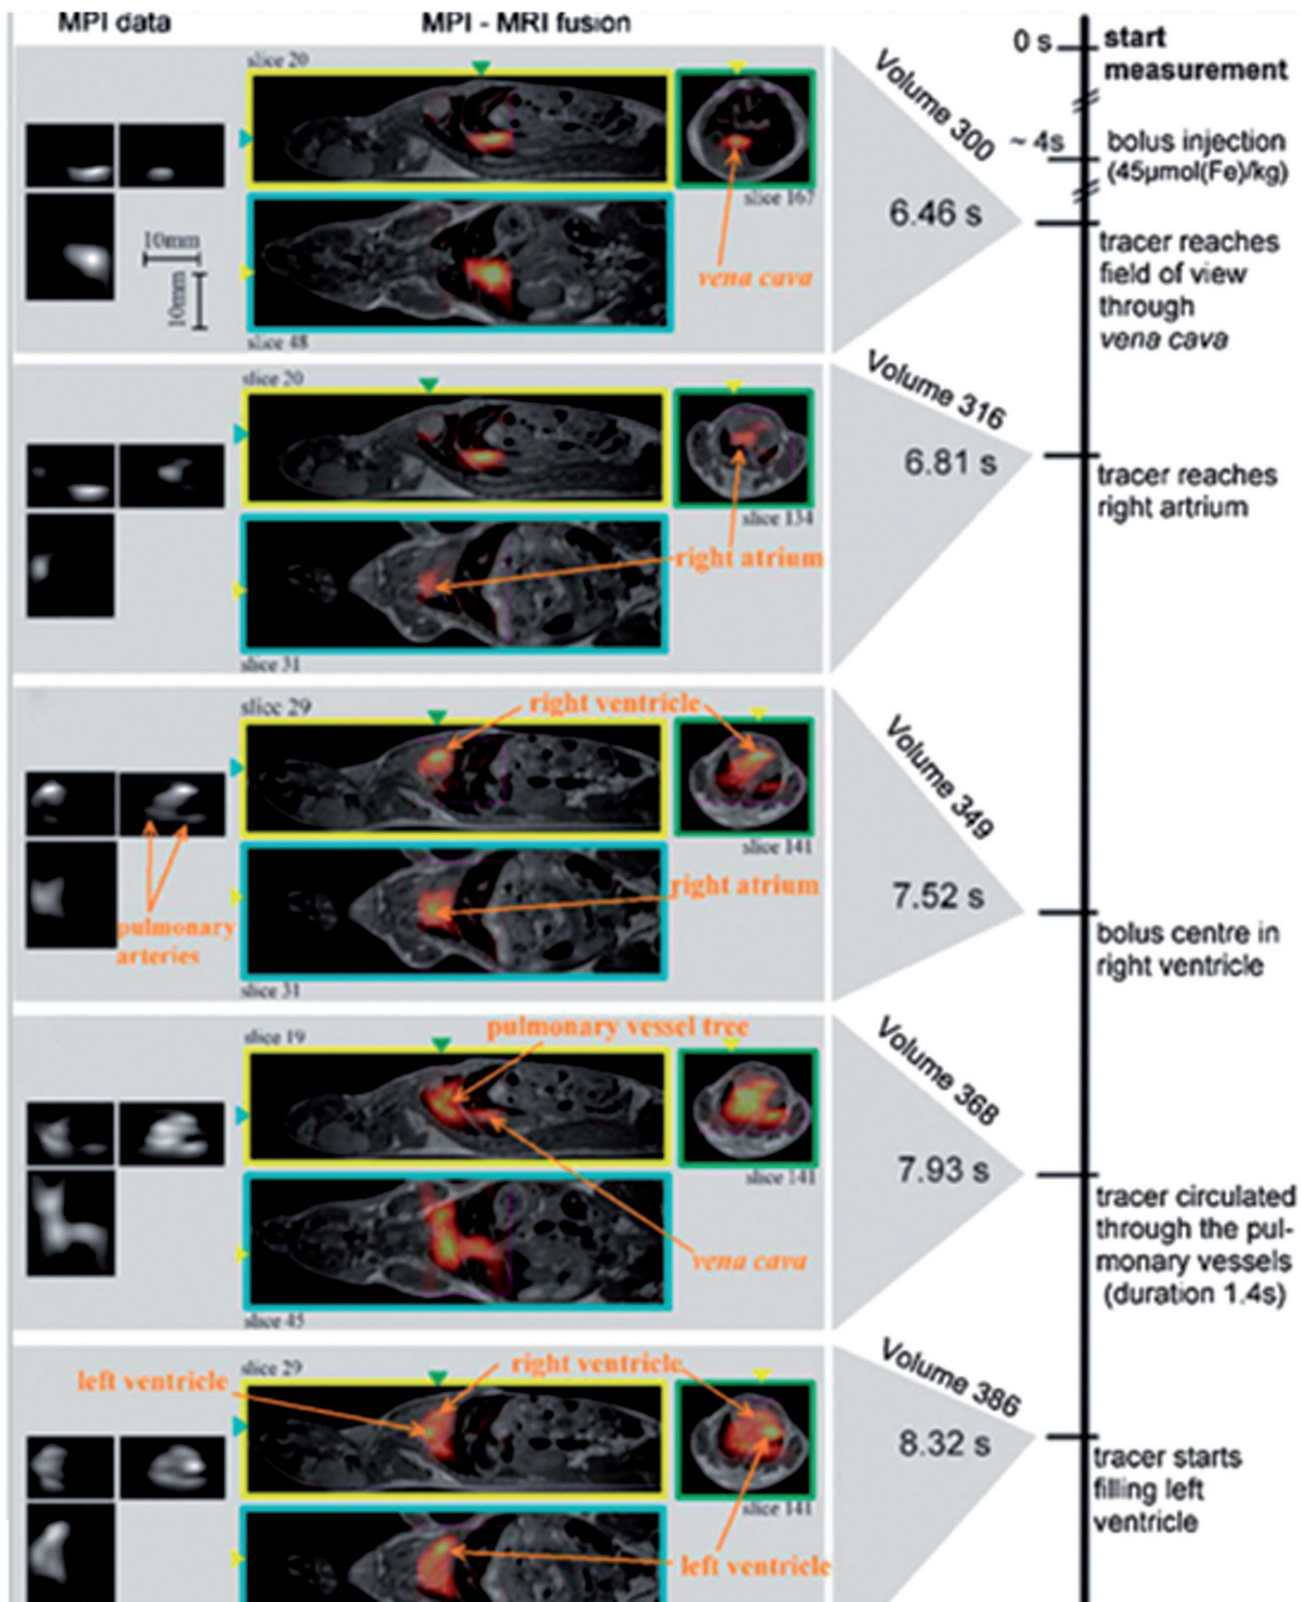 MPI data
MPI - MRI fusion
0 s
start
measurement
~ 4s
bolus injection
(45µmol(Fe)/kg)
slice 20
slice 167
slice 48
10mm
10mm
vena cava
Volume 300
6.46 s
tracer reaches
field of view
through
vena cava
slice 20
slice 134
slice 31
right atrium
Volume 316
6.81 s
tracer reaches
right artrium
slice 29
right ventricle
slice 141
right atrium
slice 31
pulmonary
arteries
Volume 349
7.52 s
bolus centre in
right ventricle
slice 19
pulmonary vessel tree
slice 141
vena cava
slice 45
Volume 368
7.93 s
tracer circulated
through the pul-
monary vessels
(duration 1.4s)
slice 29
right ventricle
left ventricle
slice 141
left ventricle
Volume 386
8.32 s
tracer starts
filling left
ventricle